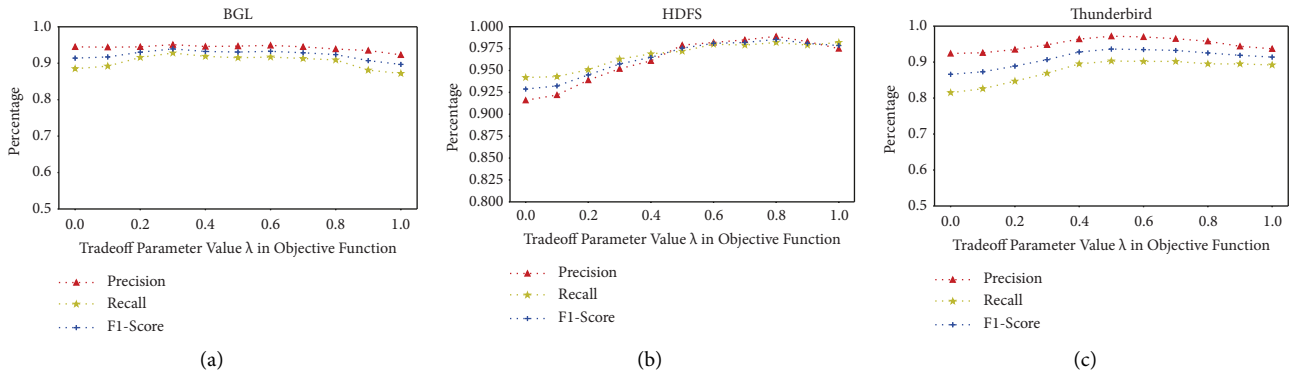 BGL
1.0
0.9
0.8
0.7
0.6
0.5
Percentage
0.0 0.2 0.4 0.6 0.8 1.0
Tradeoff Parameter Value λ in Objective Function
Precision
Recall
F1-Score
(a)
HDFS
1.000
0.975
0.950
0.925
0.900
0.875
0.850
0.825
0.800
Percentage
0.0 0.2 0.4 0.6 0.8 1.0
Tradeoff Parameter Value λ in Objective Function
Precision
Recall
F1-Score
(b)
Thunderbird
1.0
0.9
0.8
0.7
0.6
0.5
Percentage
0.0 0.2 0.4 0.6 0.8 1.0
Tradeoff Parameter Value λ in Objective Function
Precision
Recall
F1-Score
(c)